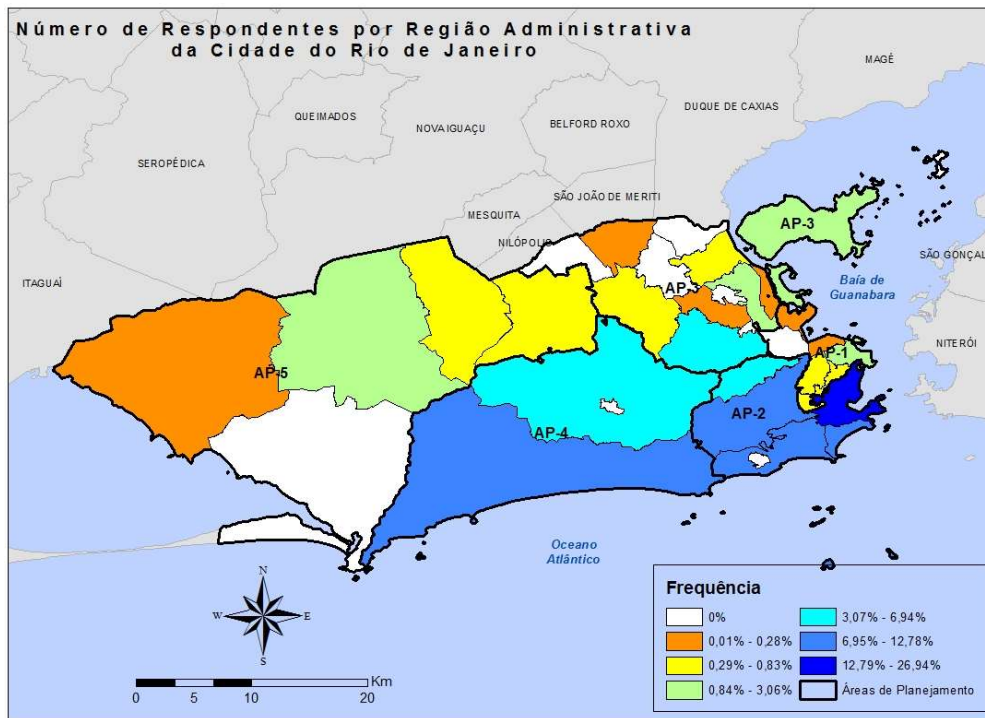 Número de Respondentes por Região Administrativa
da Cidade do Rio de Janeiro
MAGÉ
DUQUE DE CAXIAS
QUEIMADOS
NOVA IGUAÇU
BELFORD ROXO
SEROPÉDICA
SÃO JOÃO DE MERITI
MESQUITA
NILÓPOLIS
AP-3
SÃO GONÇAL
ITAGUAÍ
Baía de
Guanabara
AP-3
NITERÓI
AP-1
AP-5
AP-2
AP-4
Oceano
Atlântico
N
W
E
S
Km
0
5
10
20
Frequência
0%
0,01% - 0,28%
0,29% - 0,83%
0,84% - 3,06%
3,07% - 6,94%
6,95% - 12,78%
12,79% - 26,94%
Áreas de Planejamento